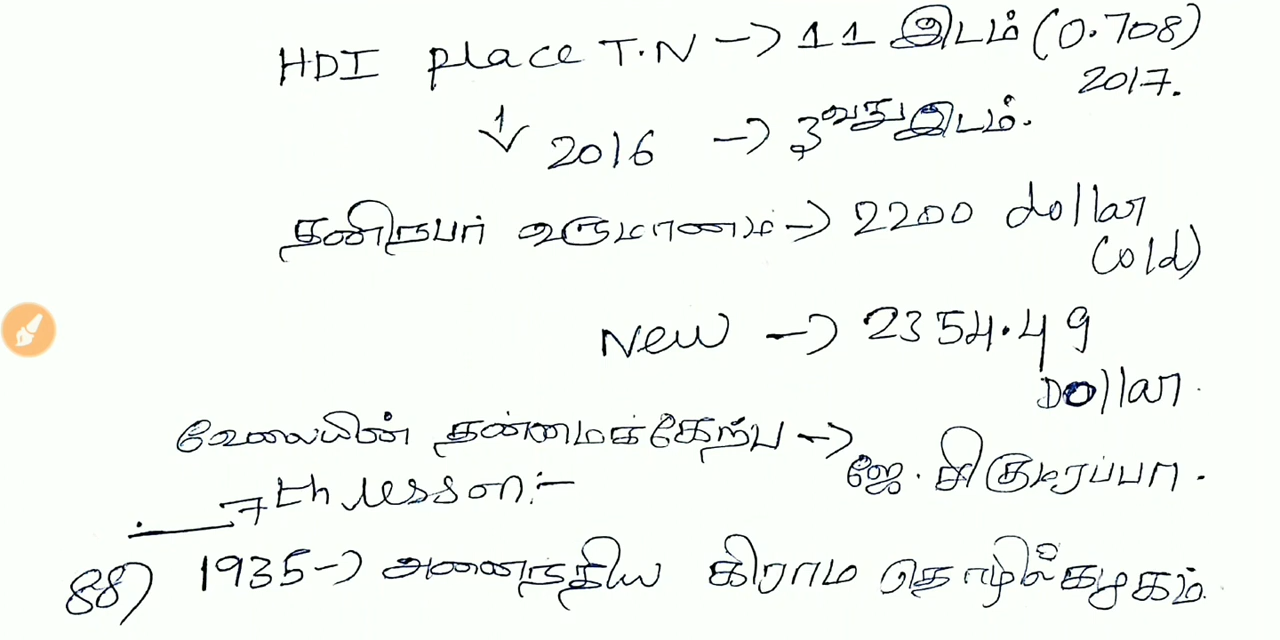 HDI place T.N → 11 இடம் (0.708)
2017.
↓ 2016 → 3வது இடம்.
தனிநபர் வருமானம் → 2200 dollar
(old)
New → 2354.49
Dollar.
வேலையின் தன்மைக்கேற்ப →
ஜே.சி குமரப்பா.
7th lesson:-
88) 1935 → அனைந்திய கிராம தொழில்கழகம்.